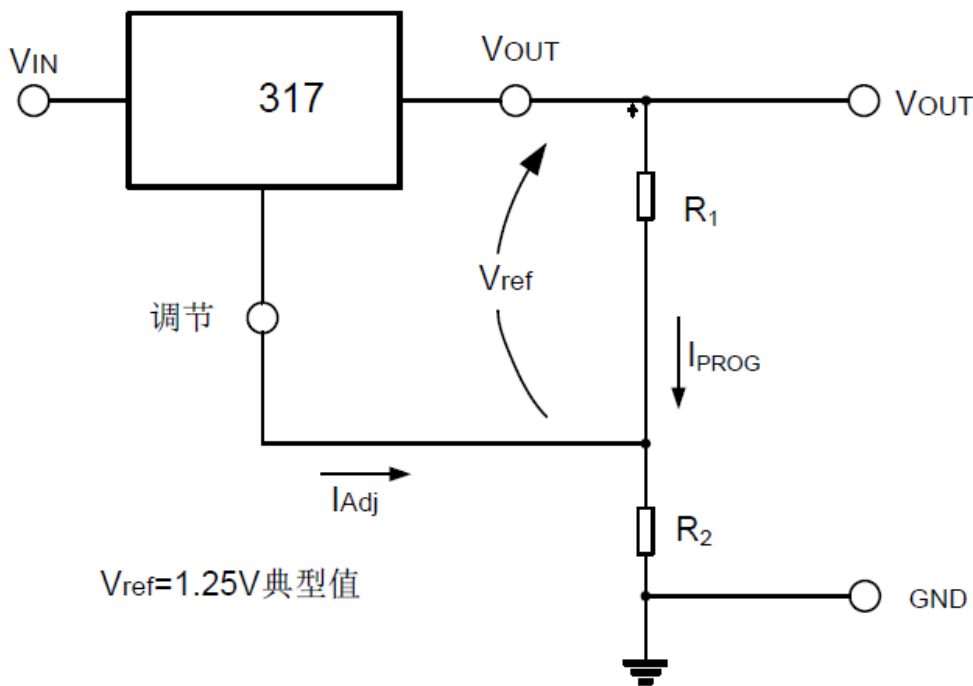 VIN
317
VOUT
VOUT
R₁
Vref
调节
IPROG
IAdj
R₂
Vref=1.25V典型值
GND